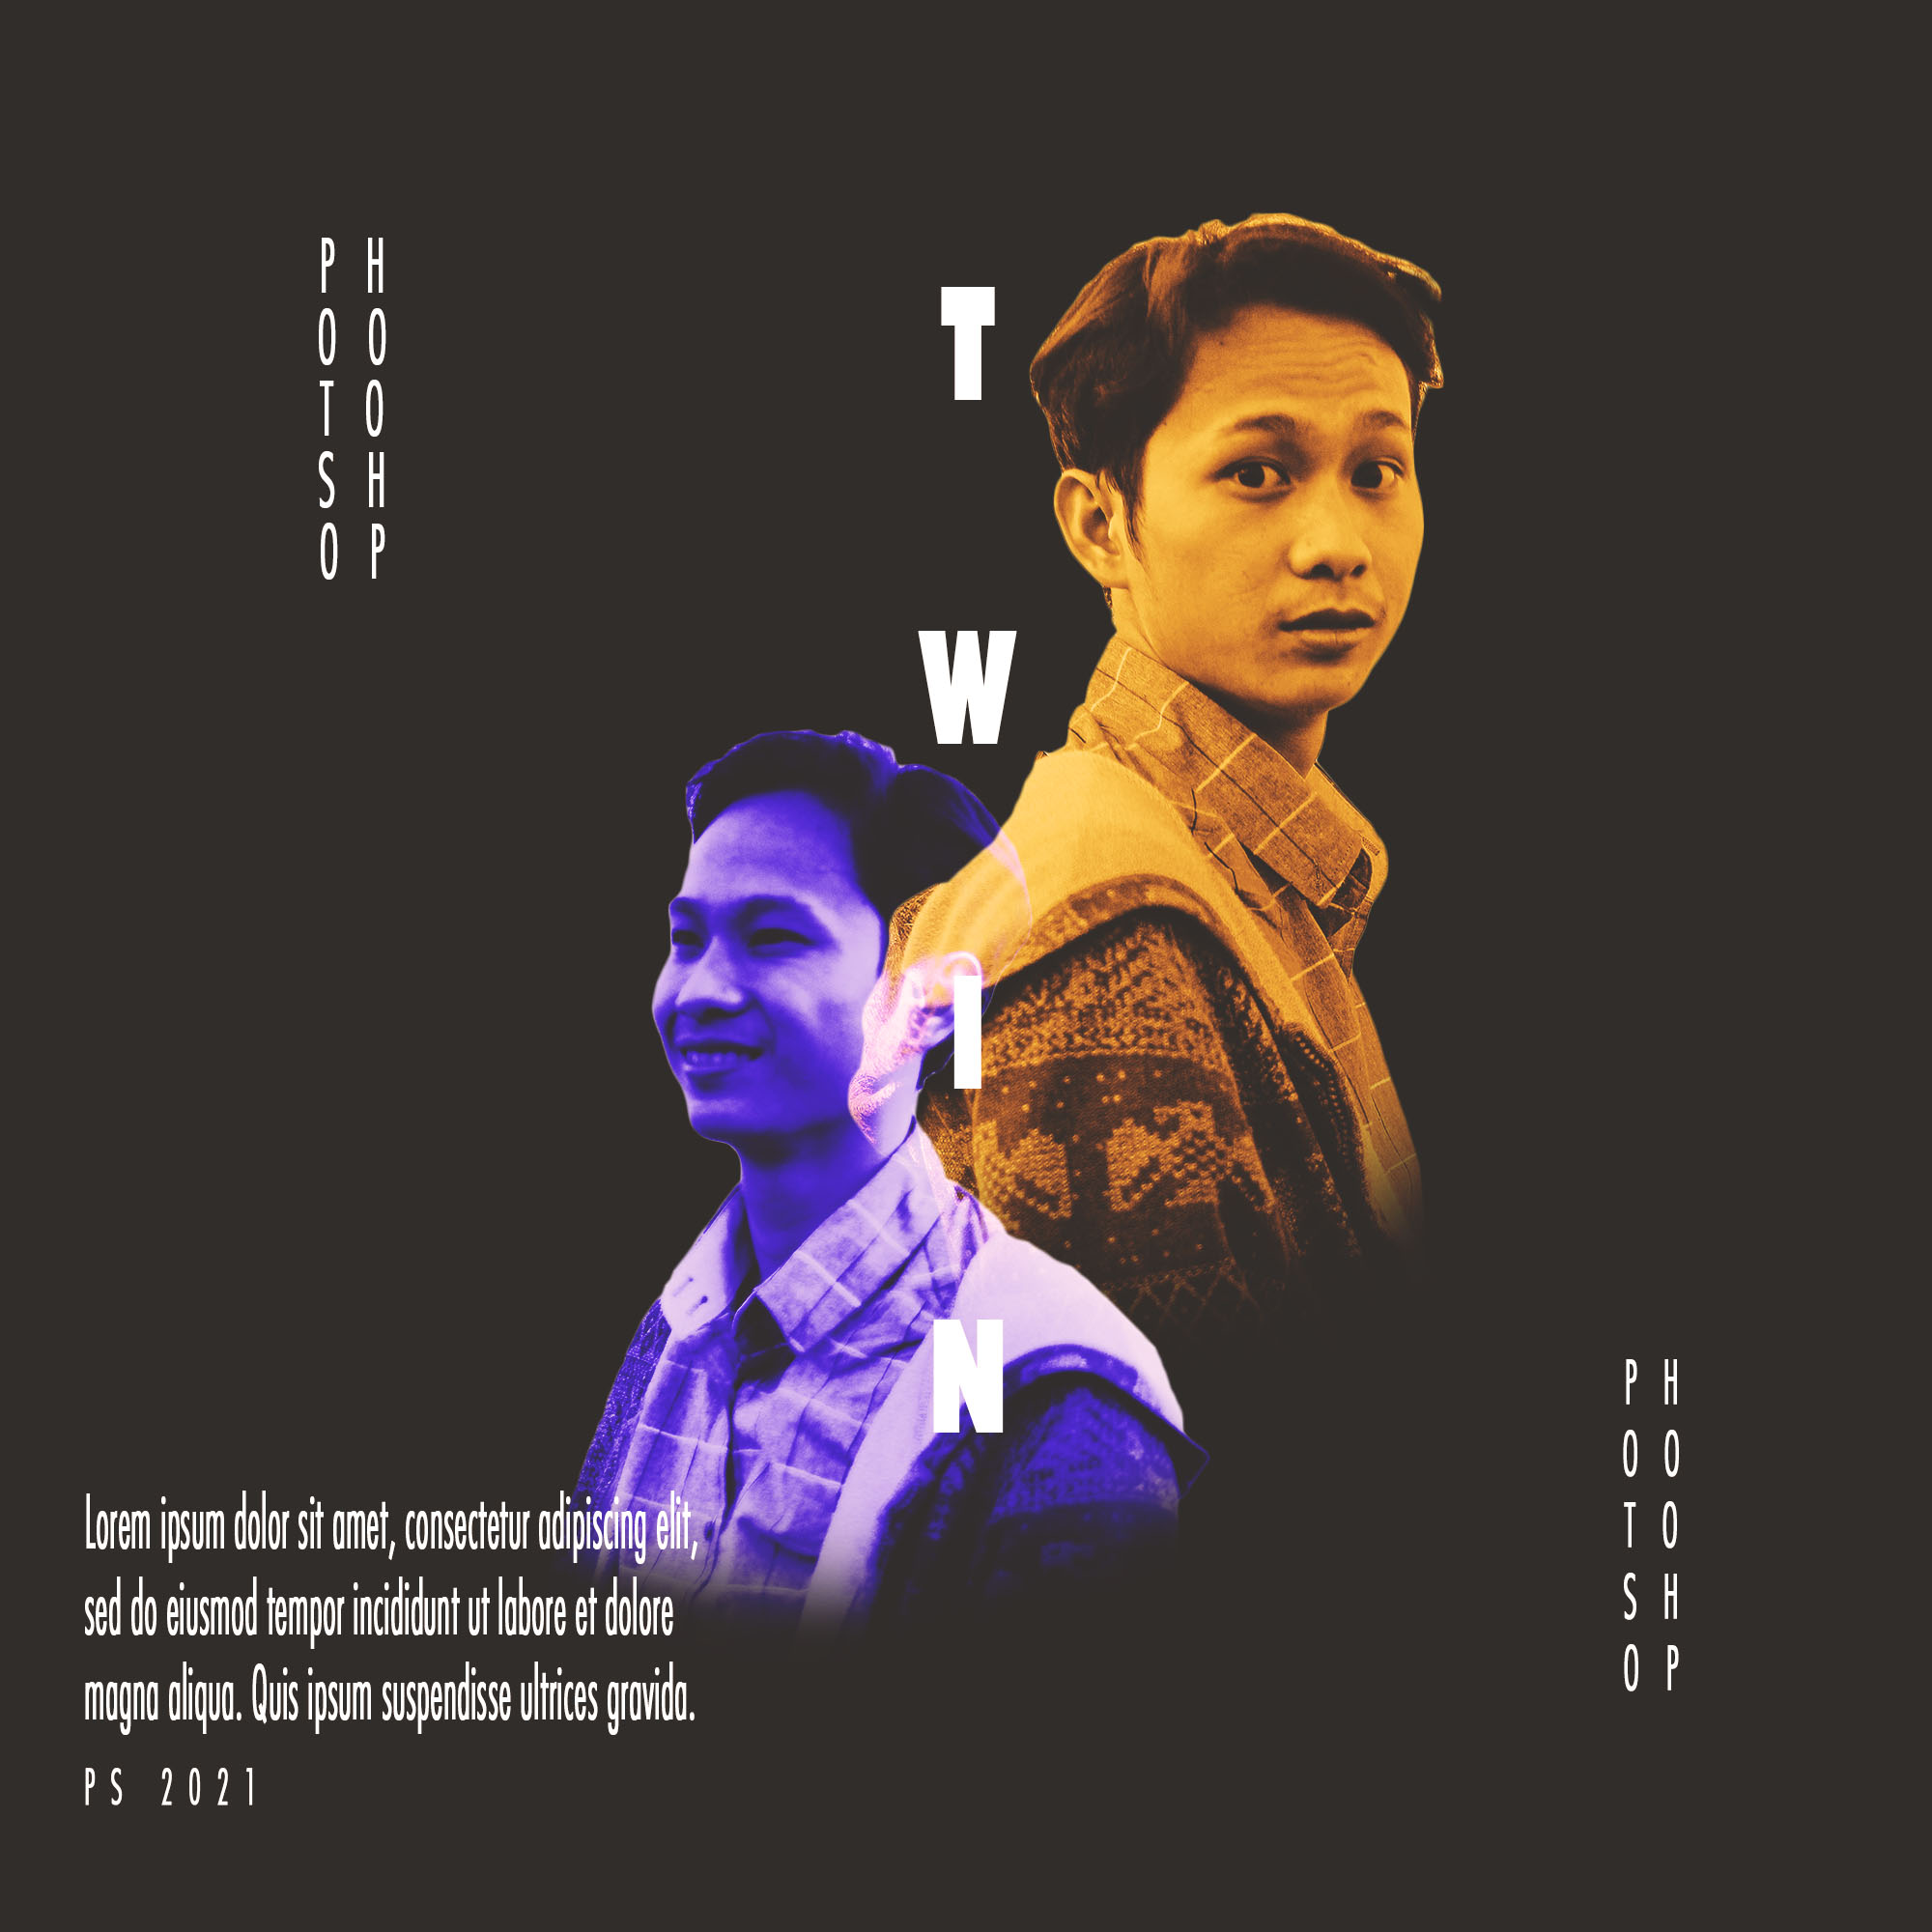 P H
O O
T O
S H
O P
T
W
I
N
Lorem ipsum dolor sit amet, consectetur adipiscing elit,
sed do eiusmod tempor incididunt ut labore et dolore
magna aliqua. Quis ipsum suspendisse ultrices gravida.
PS 2021
P H
O O
T O
S H
O P